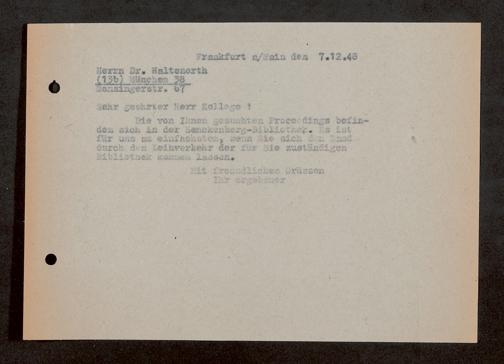 Frankfurt a/Main den 7.12.48
Herrn Dr. Haltenorth
(13b) München 38
Menzingerstr. 67
Sehr geehrter Herr Kollege !
Die von Ihnen gesuchten Proceedings befin-
den sich in der Senckenberg-Bibliothek. Es ist
für uns am einfachsten, wenn Sie sich den Band
durch den Leihverkehr der für Sie zuständigen
Bibliothek kommen lassen.
Mit freundlichen Grüssen
Ihr ergebener